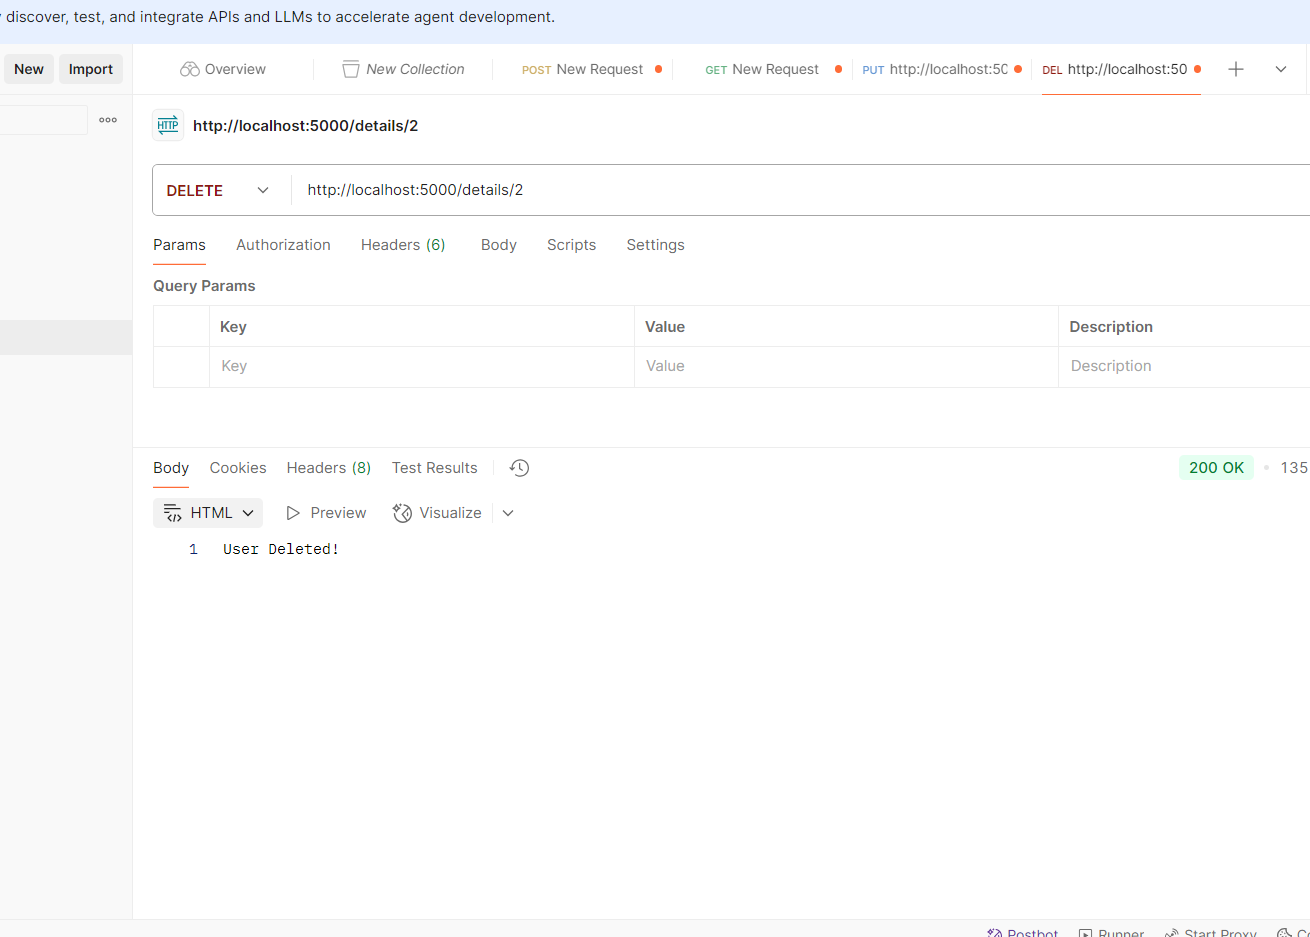 discover, test, and integrate APIs and LLMs to accelerate agent development.
New Import Overview New Collection POST New Request GET New Request PUT http://localhost:50 DEL http://localhost:50
HTTP http://localhost:5000/details/2
DELETE http://localhost:5000/details/2
Params Authorization Headers (6) Body Scripts Settings
Query Params
Key Value Description
Key Value Description
Body Cookies Headers (8) Test Results 200 OK • 135
HTML Preview Visualize
1 User Deleted!
Postbot Runner Start Proxy